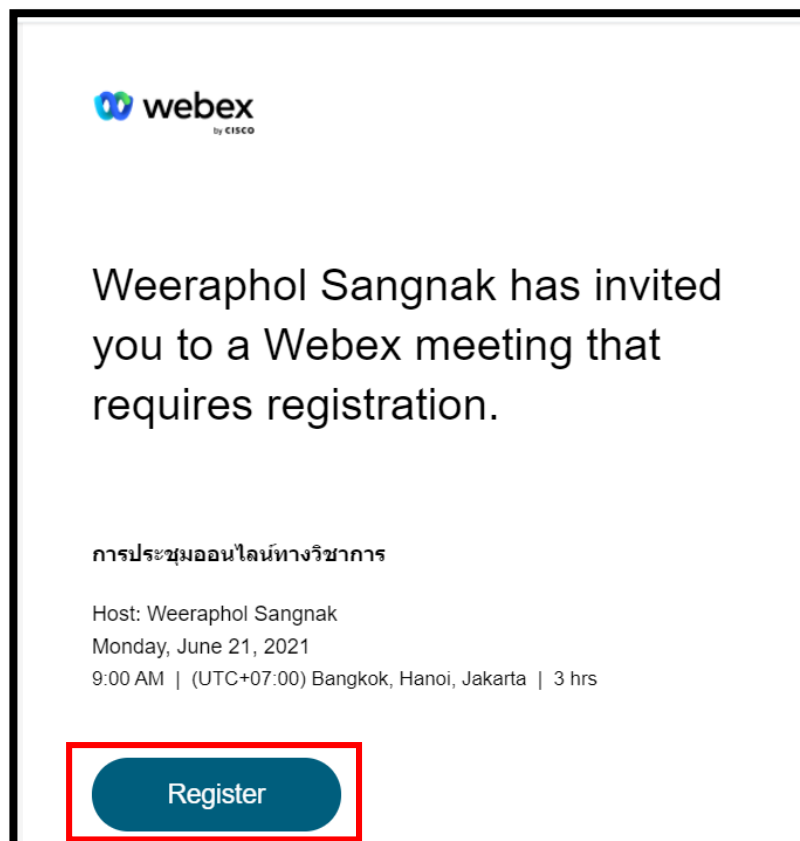 webex
by CISCO
Weeraphol Sangnak has invited
you to a Webex meeting that
requires registration.
การประชุมออนไลน์ทางวิชาการ
Host: Weeraphol Sangnak
Monday, June 21, 2021
9:00 AM | (UTC+07:00) Bangkok, Hanoi, Jakarta | 3 hrs
Register